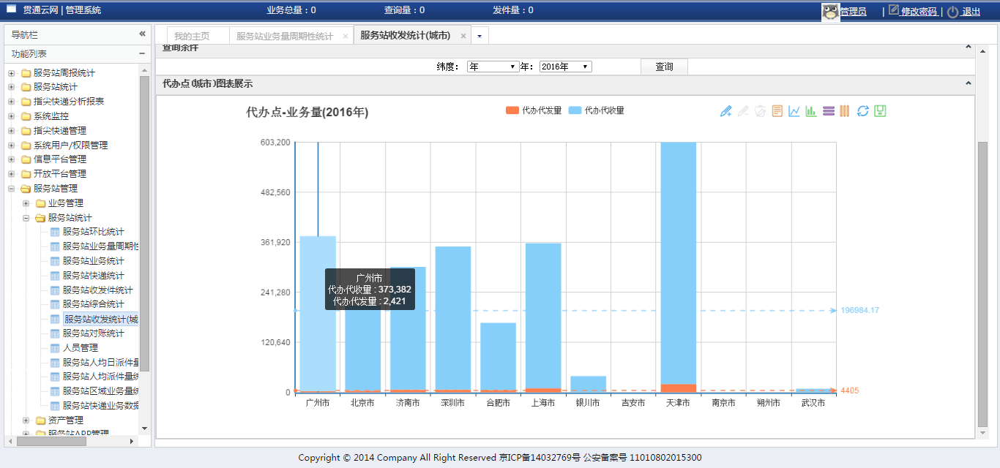 贯通云网 | 管理系统 业务总量：0 查询量：0 发件量：0 管理员 | 修改密码 | 退出
导航栏
功能列表
服务站周报统计
服务站统计
指尖快递分析报表
系统监控
指尖快递管理
系统用户/权限管理
信息平台管理
开放平台管理
服务站管理
业务管理
服务站统计
服务站环比统计
服务站业务量周期性
服务站业务统计
服务站快递统计
服务站收发件统计
服务站综合统计
服务站收发统计(城
服务站对账统计
人员管理
服务站人均日派件量
服务站人均派件量统
服务站区域业务量统
服务站快递业务数据
资产管理
服务站APP管理
我的主页 服务站业务量周期性统计 服务站收发统计(城市)
查询条件
纬度： 年 年： 2016年 查询
代办点(城市)图表展示
代办点-业务量(2016年) 代办代发量 代办代收量
603,200
482,560
361,920
241,280
120,640
0
广州市
代办代收量 : 373,382
代办代发量 : 2,421
196984.17
4405
广州市 北京市 济南市 深圳市 合肥市 上海市 银川市 吉安市 天津市 南京市 朔州市 武汉市
Copyright © 2014 Company All Right Reserved 京ICP备14032769号 公安备案号 11010802015300